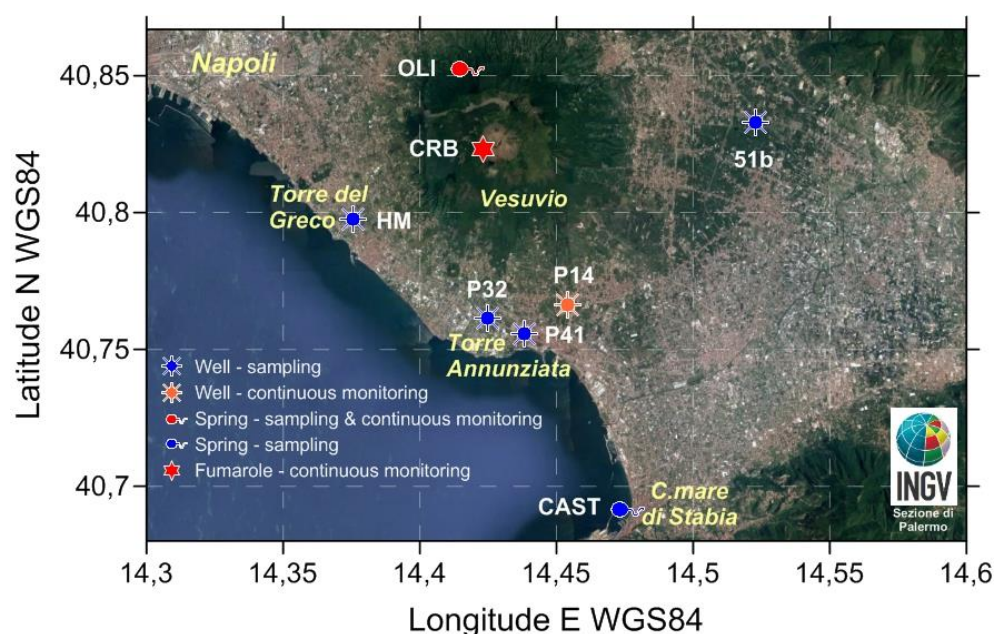 Napoli
OLI
CRB
51b
Vesuvio
Torre del
Greco
HM
P32
P14
P41
Torre
Annunziata
Well - sampling
Well - continuous monitoring
Spring - sampling & continuous monitoring
Spring - sampling
Fumarole - continuous monitoring
CAST
C.mare
di Stabia
INGV
Sezione di
Palermo
40,85
40,8
40,75
40,7
Latitude N WGS84
14,3 14,35 14,4 14,45 14,5 14,55 14,6
Longitude E WGS84